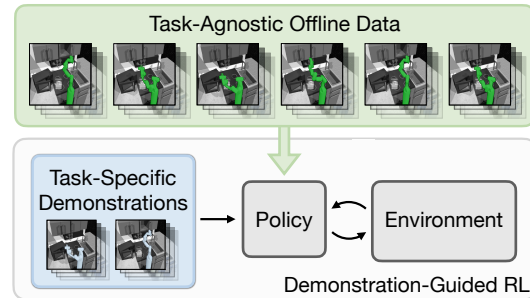 Task-Agnostic Offline Data
Task-Specific
Demonstrations
Policy
Environment
Demonstration-Guided RL